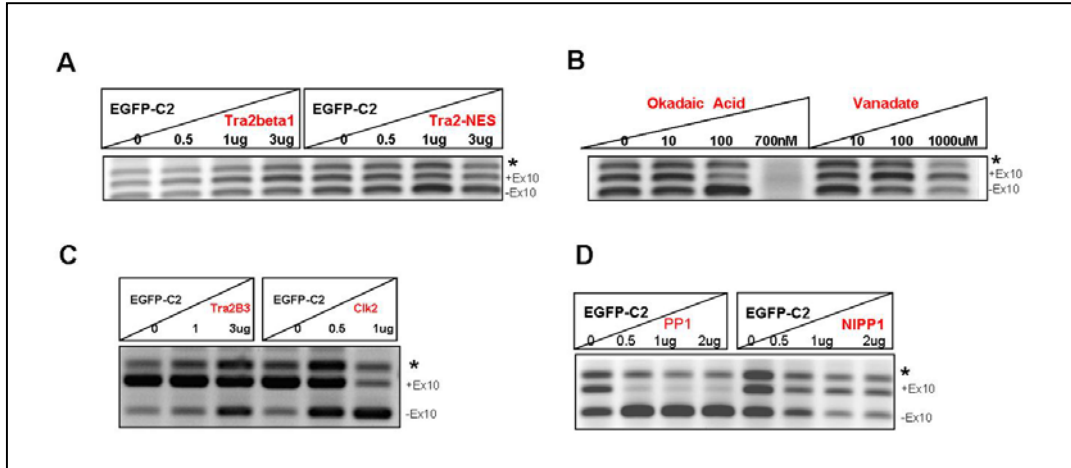 A
EGFP-C2 Tra2beta1 EGFP-C2 Tra2-NES
0 0.5 1ug 3ug 0 0.5 1ug 3ug
*
+Ex10
-Ex10
B
Okadaic Acid Vanadate
0 10 100 700nM 10 100 1000uM
*
+Ex10
-Ex10
C
EGFP-C2 Tra2B3 EGFP-C2 Clk2
0 1 3ug 0 0.5 1ug
*
+Ex10
-Ex10
D
EGFP-C2 PP1 EGFP-C2 NIPP1
0 0.5 1ug 2ug 0 0.5 1ug 2ug
*
+Ex10
-Ex10